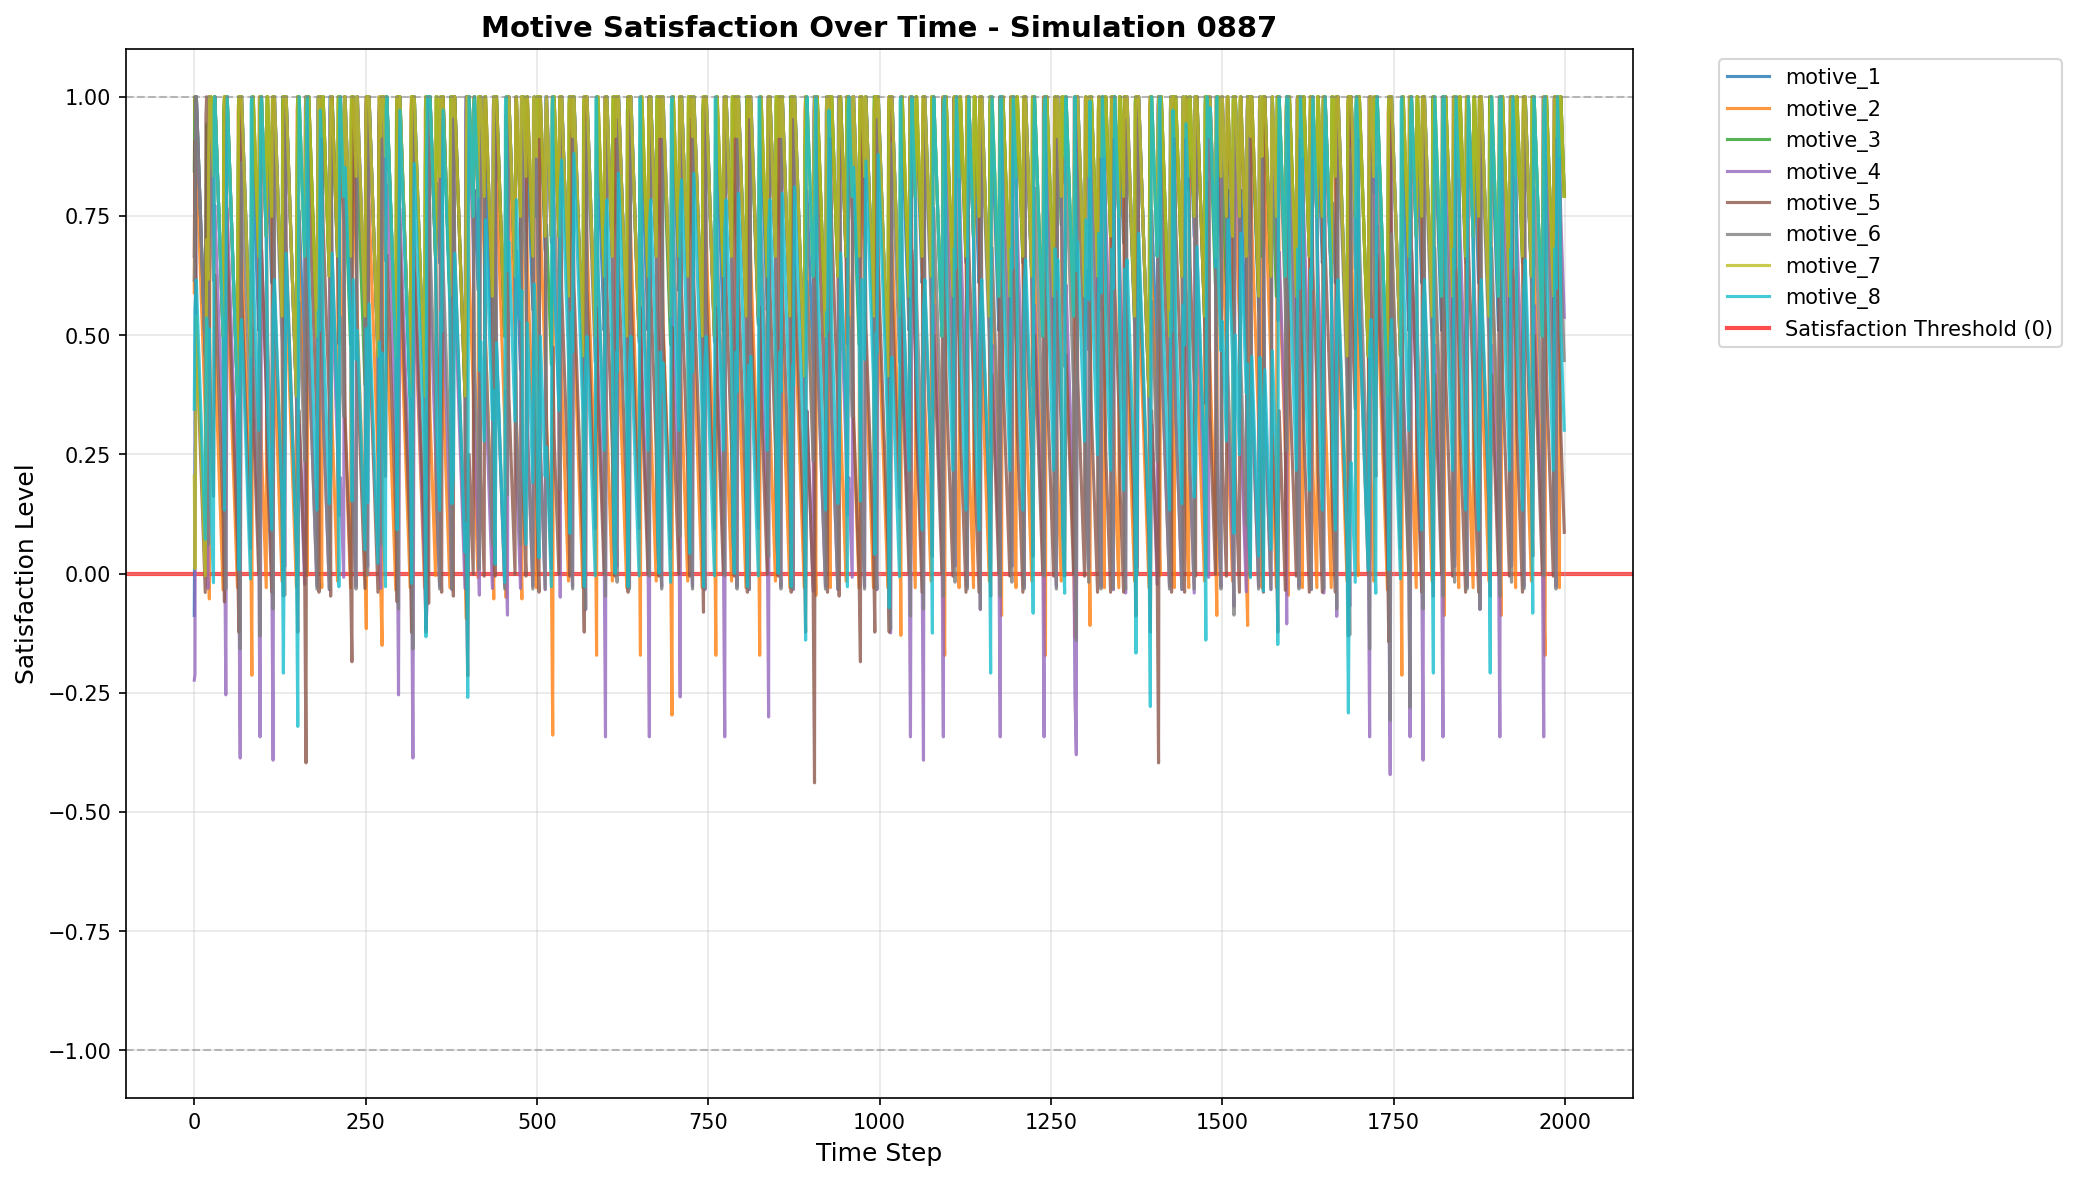 Motive Satisfaction Over Time - Simulation 0887
1.00
0.75
0.50
0.25
0.00
−0.25
−0.50
−0.75
−1.00
Satisfaction Level
0 250 500 750 1000 1250 1500 1750 2000
Time Step
motive_1
motive_2
motive_3
motive_4
motive_5
motive_6
motive_7
motive_8
Satisfaction Threshold (0)